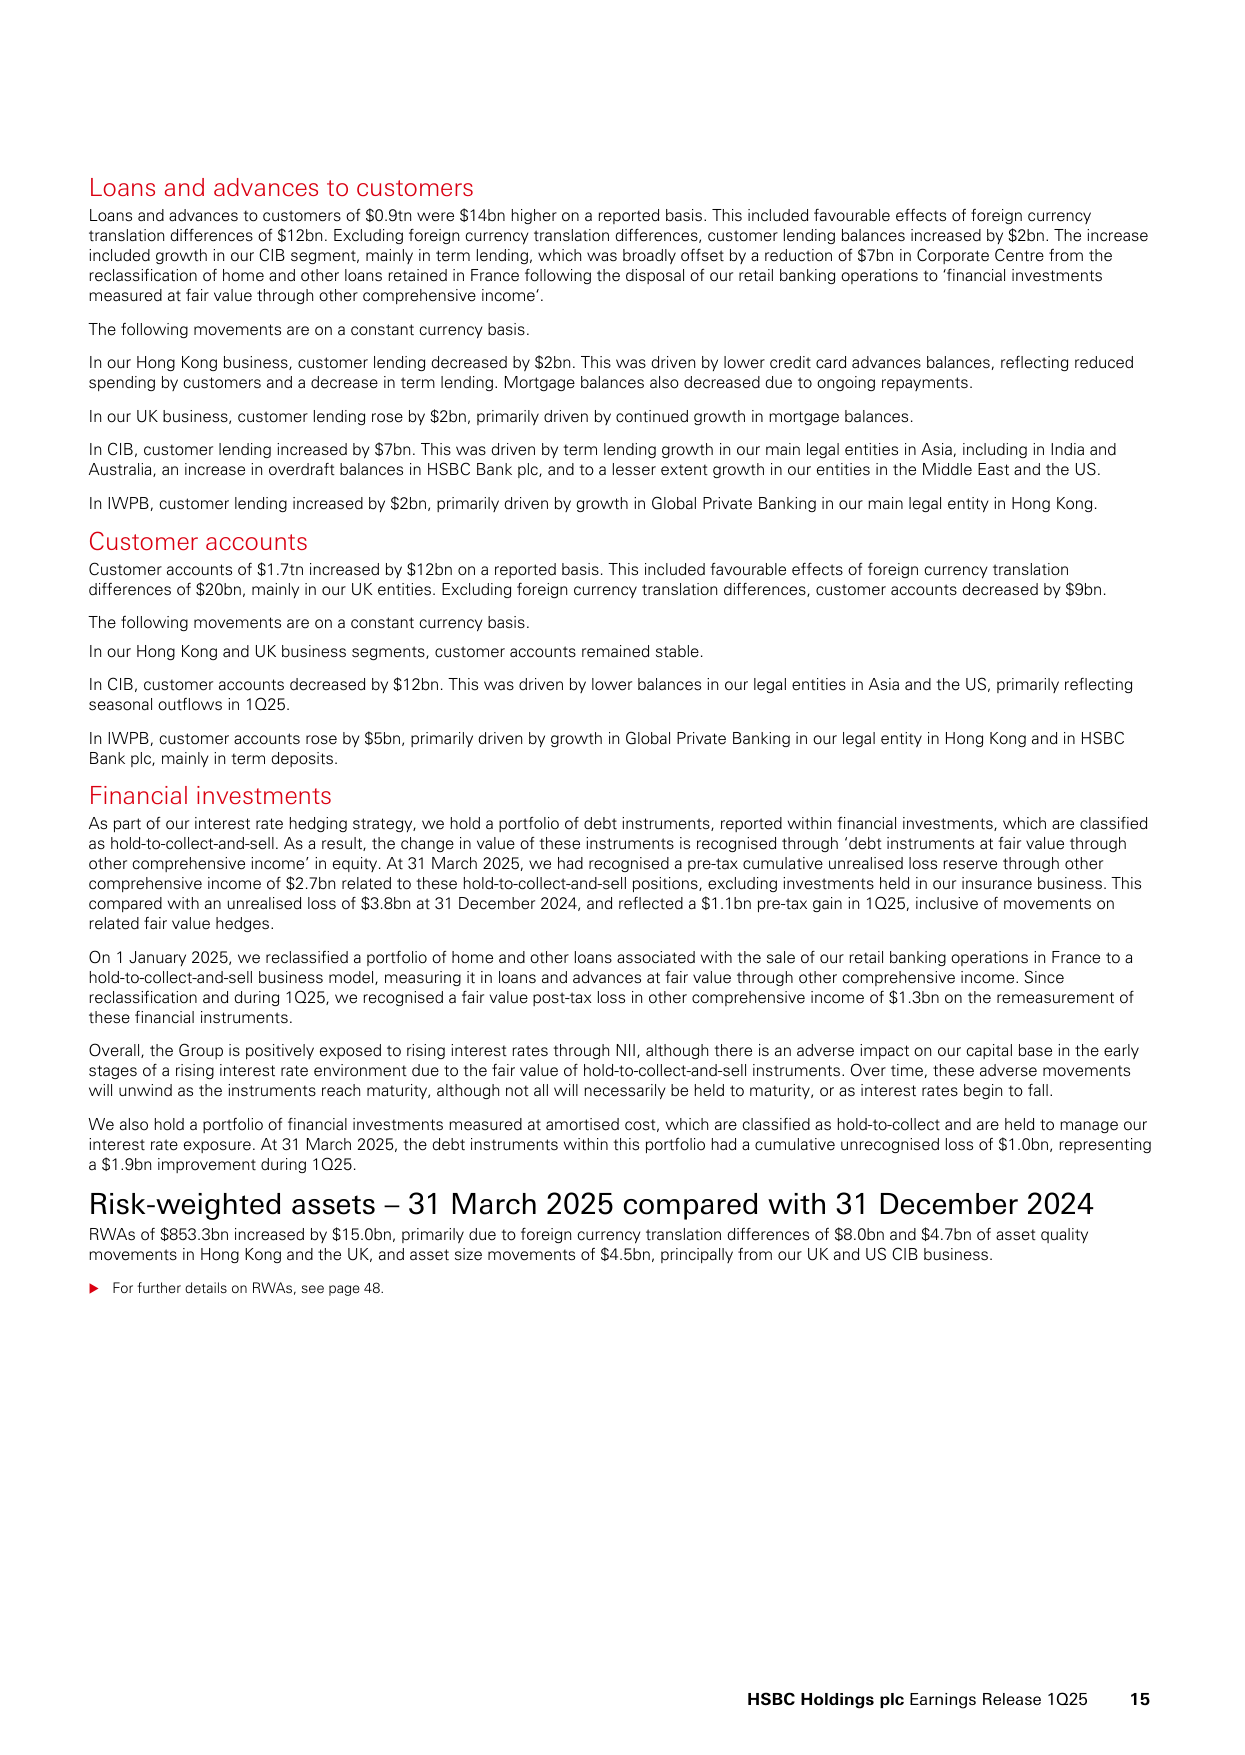 Loans and advances to customers
Loans and advances to customers of $0.9tn were $14bn higher on a reported basis. This included favourable effects of foreign currency
translation differences of $12bn. Excluding foreign currency translation differences, customer lending balances increased by $2bn. The increase
included growth in our CIB segment, mainly in term lending, which was broadly offset by a reduction of $7bn in Corporate Centre from the
reclassification of home and other loans retained in France following the disposal of our retail banking operations to ‘financial investments
measured at fair value through other comprehensive income’.
The following movements are on a constant currency basis.
In our Hong Kong business, customer lending decreased by $2bn. This was driven by lower credit card advances balances, reflecting reduced
spending by customers and a decrease in term lending. Mortgage balances also decreased due to ongoing repayments.
In our UK business, customer lending rose by $2bn, primarily driven by continued growth in mortgage balances.
In CIB, customer lending increased by $7bn. This was driven by term lending growth in our main legal entities in Asia, including in India and
Australia, an increase in overdraft balances in HSBC Bank plc, and to a lesser extent growth in our entities in the Middle East and the US.
In IWPB, customer lending increased by $2bn, primarily driven by growth in Global Private Banking in our main legal entity in Hong Kong.
Customer accounts
Customer accounts of $1.7tn increased by $12bn on a reported basis. This included favourable effects of foreign currency translation
differences of $20bn, mainly in our UK entities. Excluding foreign currency translation differences, customer accounts decreased by $9bn.
The following movements are on a constant currency basis.
In our Hong Kong and UK business segments, customer accounts remained stable.
In CIB, customer accounts decreased by $12bn. This was driven by lower balances in our legal entities in Asia and the US, primarily reflecting
seasonal outflows in 1Q25.
In IWPB, customer accounts rose by $5bn, primarily driven by growth in Global Private Banking in our legal entity in Hong Kong and in HSBC
Bank plc, mainly in term deposits.
Financial investments
As part of our interest rate hedging strategy, we hold a portfolio of debt instruments, reported within financial investments, which are classified
as hold-to-collect-and-sell. As a result, the change in value of these instruments is recognised through ‘debt instruments at fair value through
other comprehensive income’ in equity. At 31 March 2025, we had recognised a pre-tax cumulative unrealised loss reserve through other
comprehensive income of $2.7bn related to these hold-to-collect-and-sell positions, excluding investments held in our insurance business. This
compared with an unrealised loss of $3.8bn at 31 December 2024, and reflected a $1.1bn pre-tax gain in 1Q25, inclusive of movements on
related fair value hedges.
On 1 January 2025, we reclassified a portfolio of home and other loans associated with the sale of our retail banking operations in France to a
hold-to-collect-and-sell business model, measuring it in loans and advances at fair value through other comprehensive income. Since
reclassification and during 1Q25, we recognised a fair value post-tax loss in other comprehensive income of $1.3bn on the remeasurement of
these financial instruments.
Overall, the Group is positively exposed to rising interest rates through NII, although there is an adverse impact on our capital base in the early
stages of a rising interest rate environment due to the fair value of hold-to-collect-and-sell instruments. Over time, these adverse movements
will unwind as the instruments reach maturity, although not all will necessarily be held to maturity, or as interest rates begin to fall.
We also hold a portfolio of financial investments measured at amortised cost, which are classified as hold-to-collect and are held to manage our
interest rate exposure. At 31 March 2025, the debt instruments within this portfolio had a cumulative unrecognised loss of $1.0bn, representing
a $1.9bn improvement during 1Q25.
Risk-weighted assets – 31 March 2025 compared with 31 December 2024
RWAs of $853.3bn increased by $15.0bn, primarily due to foreign currency translation differences of $8.0bn and $4.7bn of asset quality
movements in Hong Kong and the UK, and asset size movements of $4.5bn, principally from our UK and US CIB business.
For further details on RWAs, see page 48.
HSBC Holdings plc Earnings Release 1Q25 15